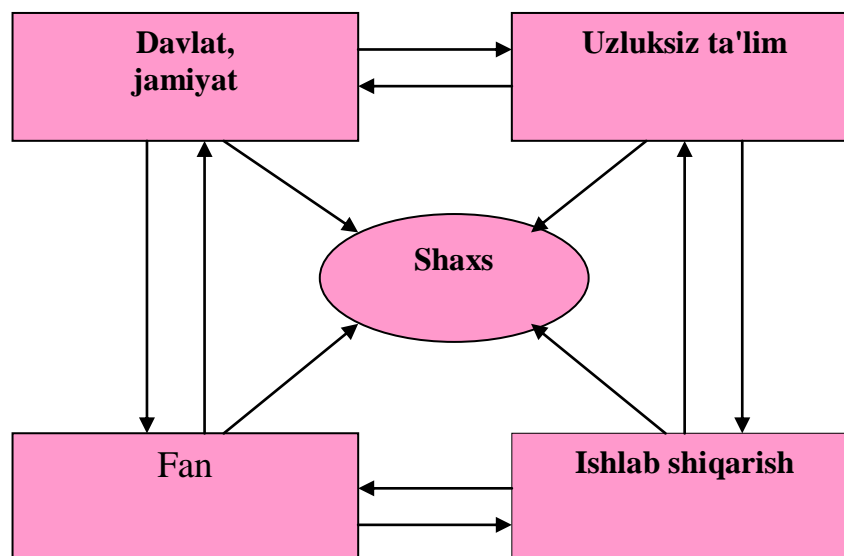 Davlat,
jamiyat
Uzluksiz ta'lim
Shaxs
Fan
Ishlab shiqarish